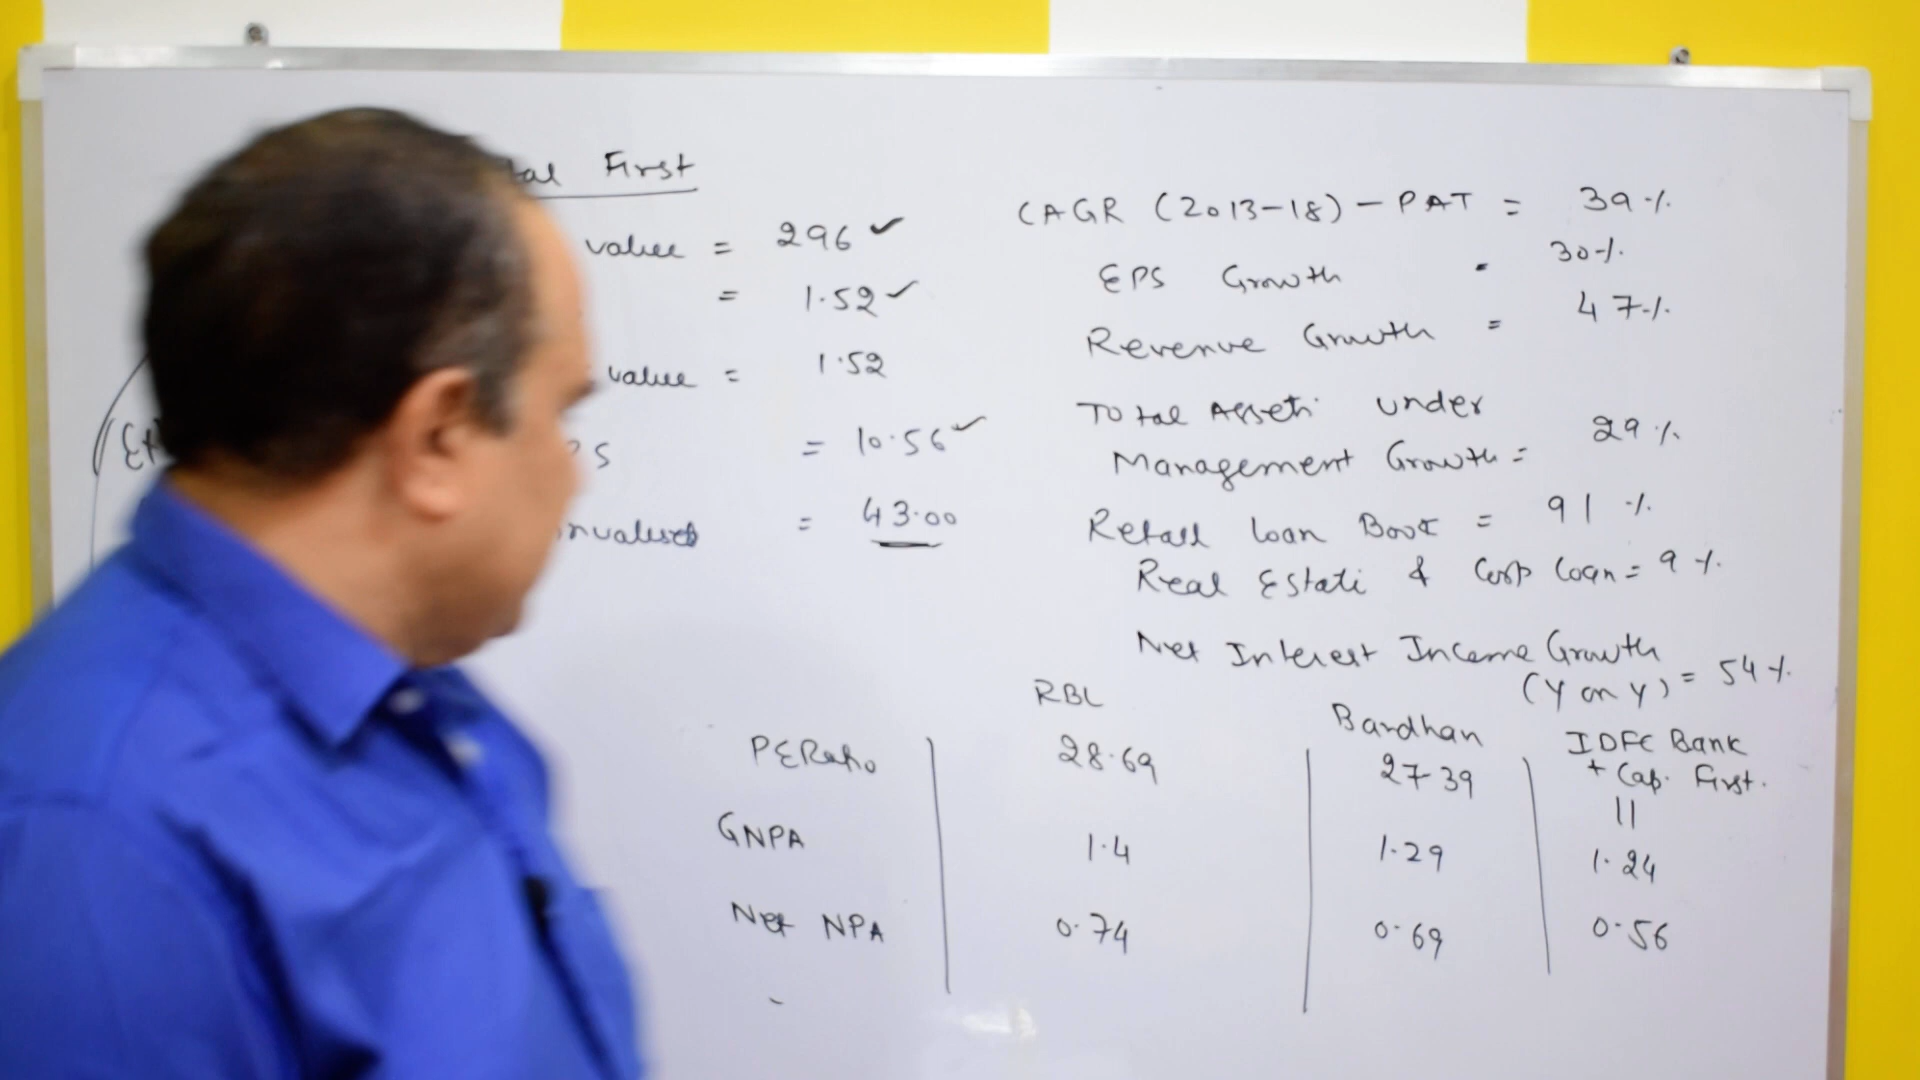 First
value = 296 ✓
= 1.52 ✓
value = 1.52
= 10.56 ✓
= 43.00
CAGR (2013-18) - PAT = 39%
EPS Growth 30%
Revenue Growth = 47%
Total Assets under
Management Growth = 29%
Retail loan Book = 91%
Real Estate & Corp loan = 9%
Net Interest Income Growth
(Y on Y) = 54%
RBL Bandhan IDFC Bank
+ Cap. First.
PE Ratio 28.69 27.39 11
GNPA 1.4 1.29 1.24
Net NPA 0.74 0.69 0.56